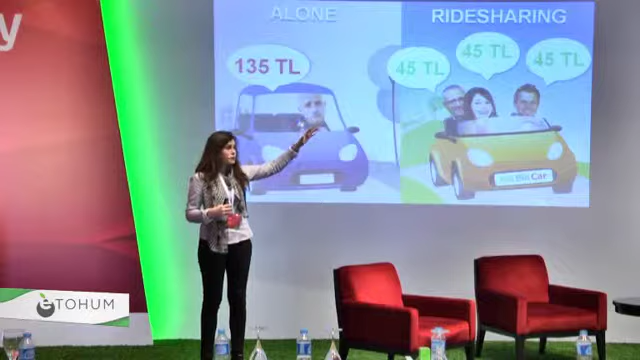 y
ALONE
RIDESHARING
135 TL
45 TL
45 TL
45 TL
eTOHUM